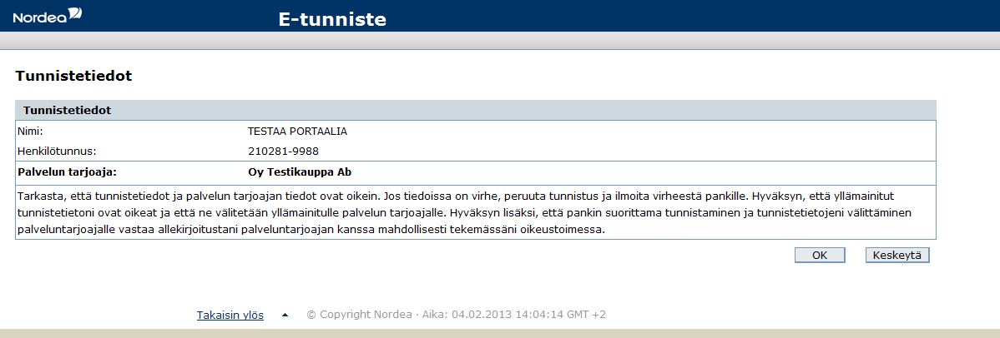 Nordea
E-tunniste
Tunnistetiedot
Tunnistetiedot
Nimi: TESTAA PORTAALIA
Henkilötunnus: 210281-9988
Palvelun tarjoaja: Oy Testikauppa Ab
Tarkasta, että tunnistetiedot ja palvelun tarjoajan tiedot ovat oikein. Jos tiedoissa on virhe, peruuta tunnistus ja ilmoita virheestä pankille. Hyväksyn, että yllämainitut
tunnistetietoni ovat oikeat ja että ne välitetään yllämainitulle palvelun tarjoajalle. Hyväksyn lisäksi, että pankin suorittama tunnistaminen ja tunnistetietojeni välittäminen
palveluntarjoajalle vastaa allekirjoitustani palveluntarjoajan kanssa mahdollisesti tekemässäni oikeustoimessa.
OK Keskeytä
Takaisin ylös © Copyright Nordea · Aika: 04.02.2013 14:04:14 GMT +2